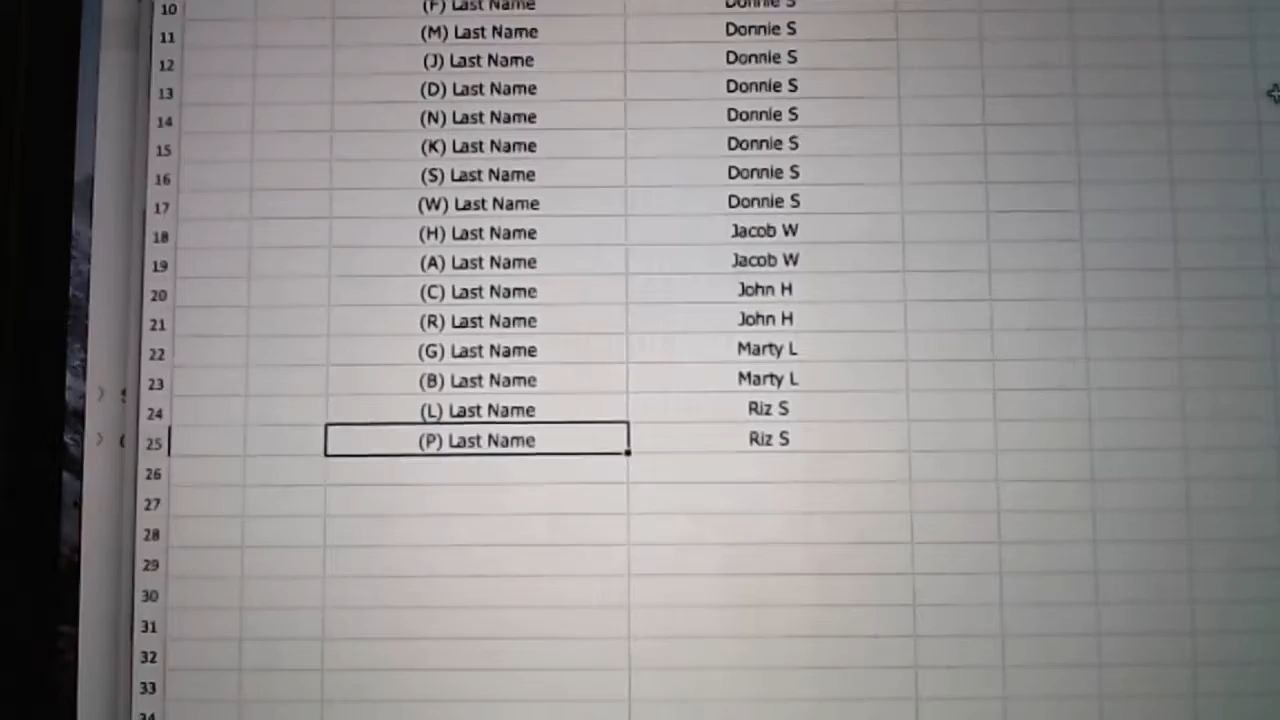 10 (F) Last Name Donnie S
11 (M) Last Name Donnie S
12 (J) Last Name Donnie S
13 (D) Last Name Donnie S
14 (N) Last Name Donnie S
15 (K) Last Name Donnie S
16 (S) Last Name Donnie S
17 (W) Last Name Donnie S
18 (H) Last Name Jacob W
19 (A) Last Name Jacob W
20 (C) Last Name John H
21 (R) Last Name John H
22 (G) Last Name Marty L
23 (B) Last Name Marty L
24 (L) Last Name Riz S
25 (P) Last Name Riz S
26
27
28
29
30
31
32
33
34